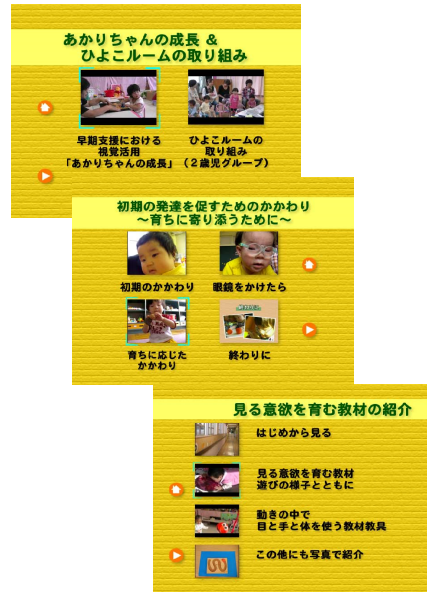 あかりちゃんの成長 &
ひよこルームの取り組み
早期支援における
視覚活用
「あかりちゃんの成長」
ひよこルームの
取り組み
（２歳児グループ）
初期の発達を促すためのかかわり
～育ちに寄り添うために～
初期のかかわり
眼鏡をかけたら
育ちに応じた
かかわり
終わりに
見る意欲を育む教材の紹介
はじめから見る
見る意欲を育む教材
遊びの様子とともに
動きの中で
目と手と体を使う教材教具
この他にも写真で紹介